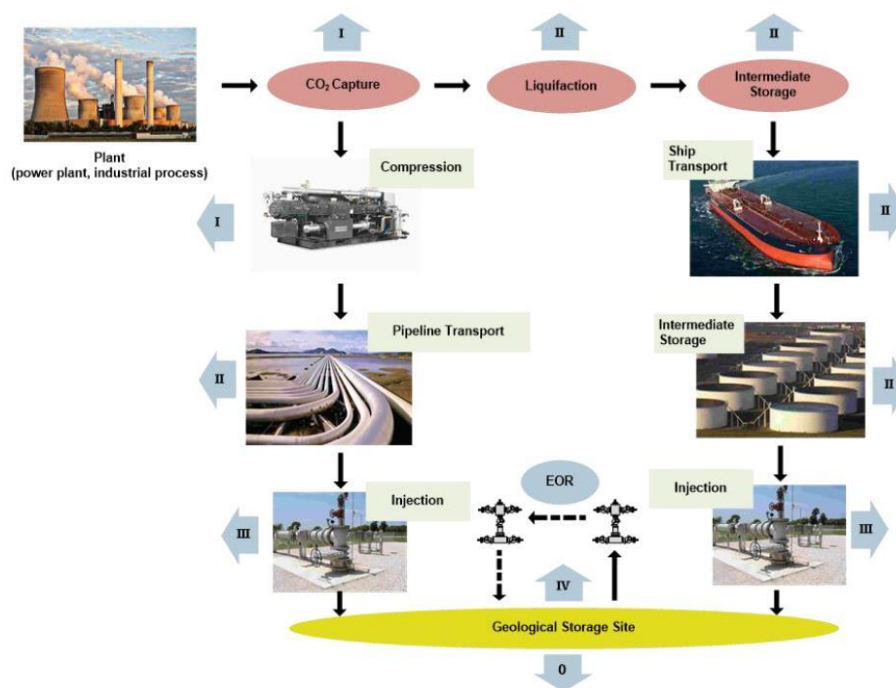 I
II
II
CO2 Capture
Liquifaction
Intermediate
Storage
Plant
(power plant, industrial process)
Compression
Ship
Transport
I
II
Pipeline Transport
Intermediate
Storage
II
II
EOR
Injection
Injection
III
III
IV
Geological Storage Site
0